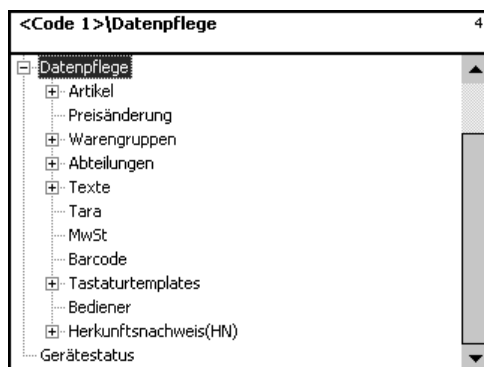 <Code 1>\Datenpflege 4
Datenpflege
Artikel
Preisänderung
Warengruppen
Abteilungen
Texte
Tara
MwSt
Barcode
Tastaturtemplates
Bediener
Herkunftsnachweis(HN)
Gerätestatus